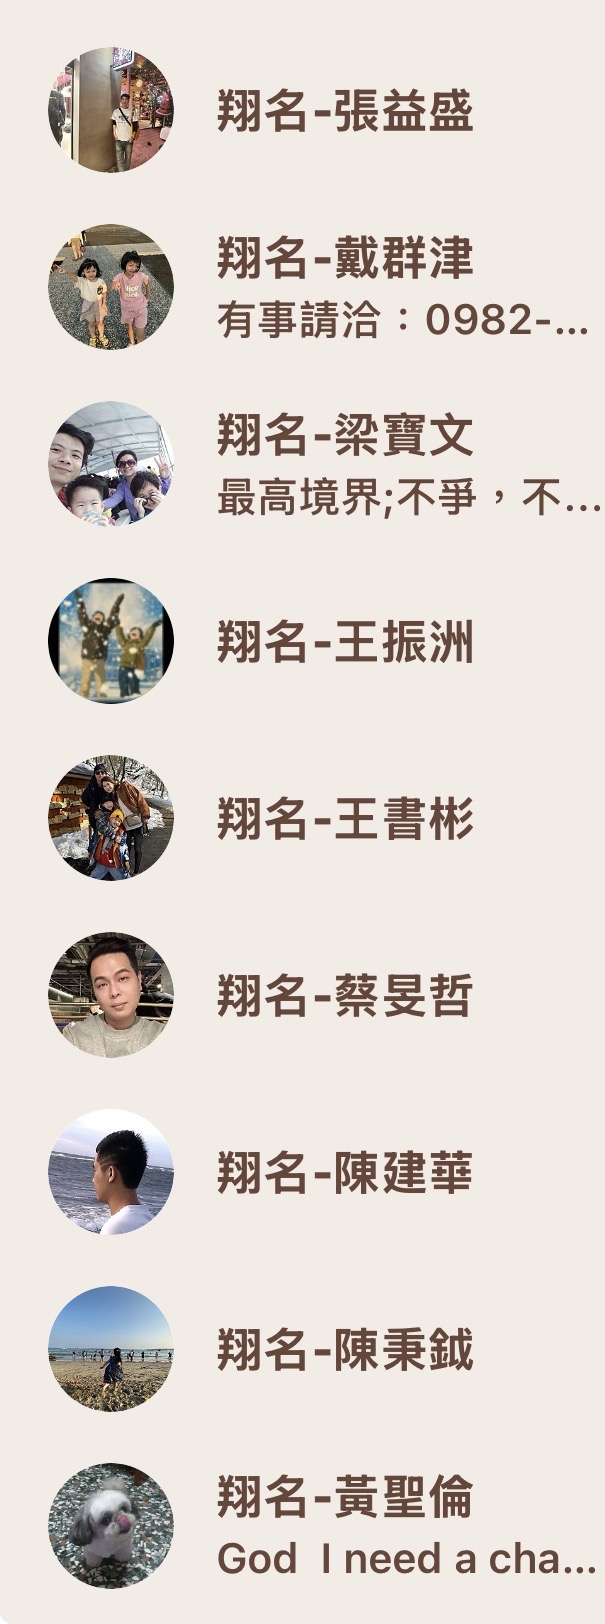 翔名-張益盛
翔名-戴群津
有事請洽：0982-...
翔名-梁寶文
最高境界;不爭，不...
翔名-王振洲
翔名-王書彬
翔名-蔡旻哲
翔名-陳建華
翔名-陳秉鉞
翔名-黃聖倫
God  I need a cha...